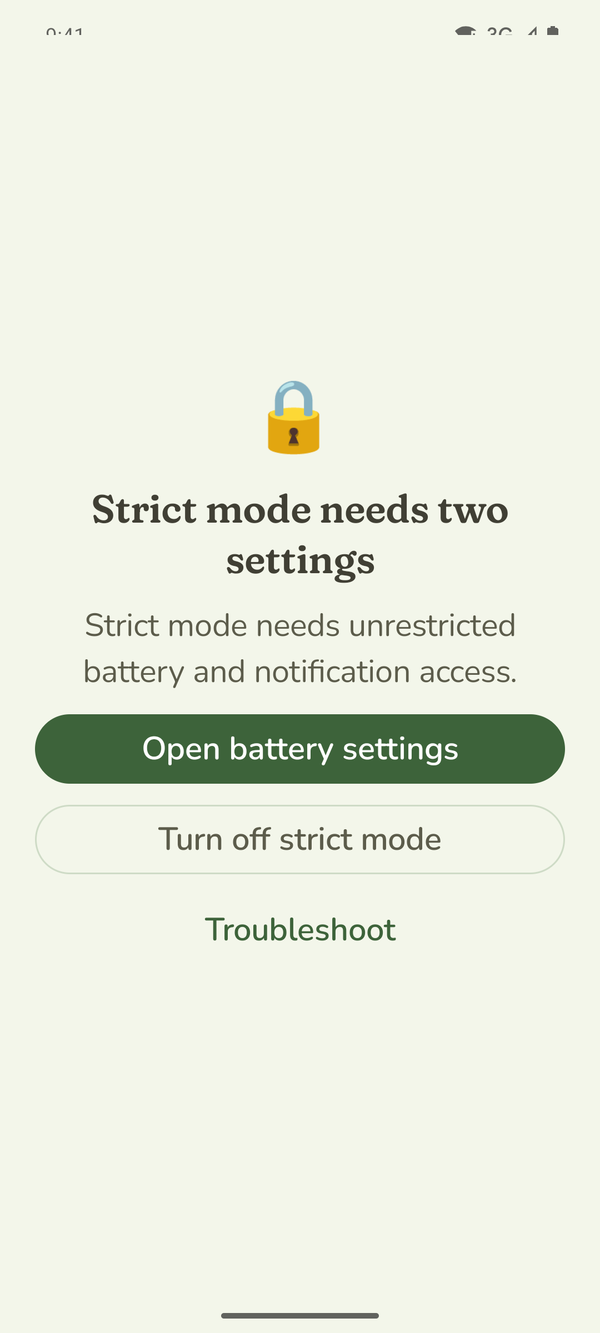 3G
Strict mode needs two
settings
Strict mode needs unrestricted
battery and notification access.
Open battery settings
Turn off strict mode
Troubleshoot